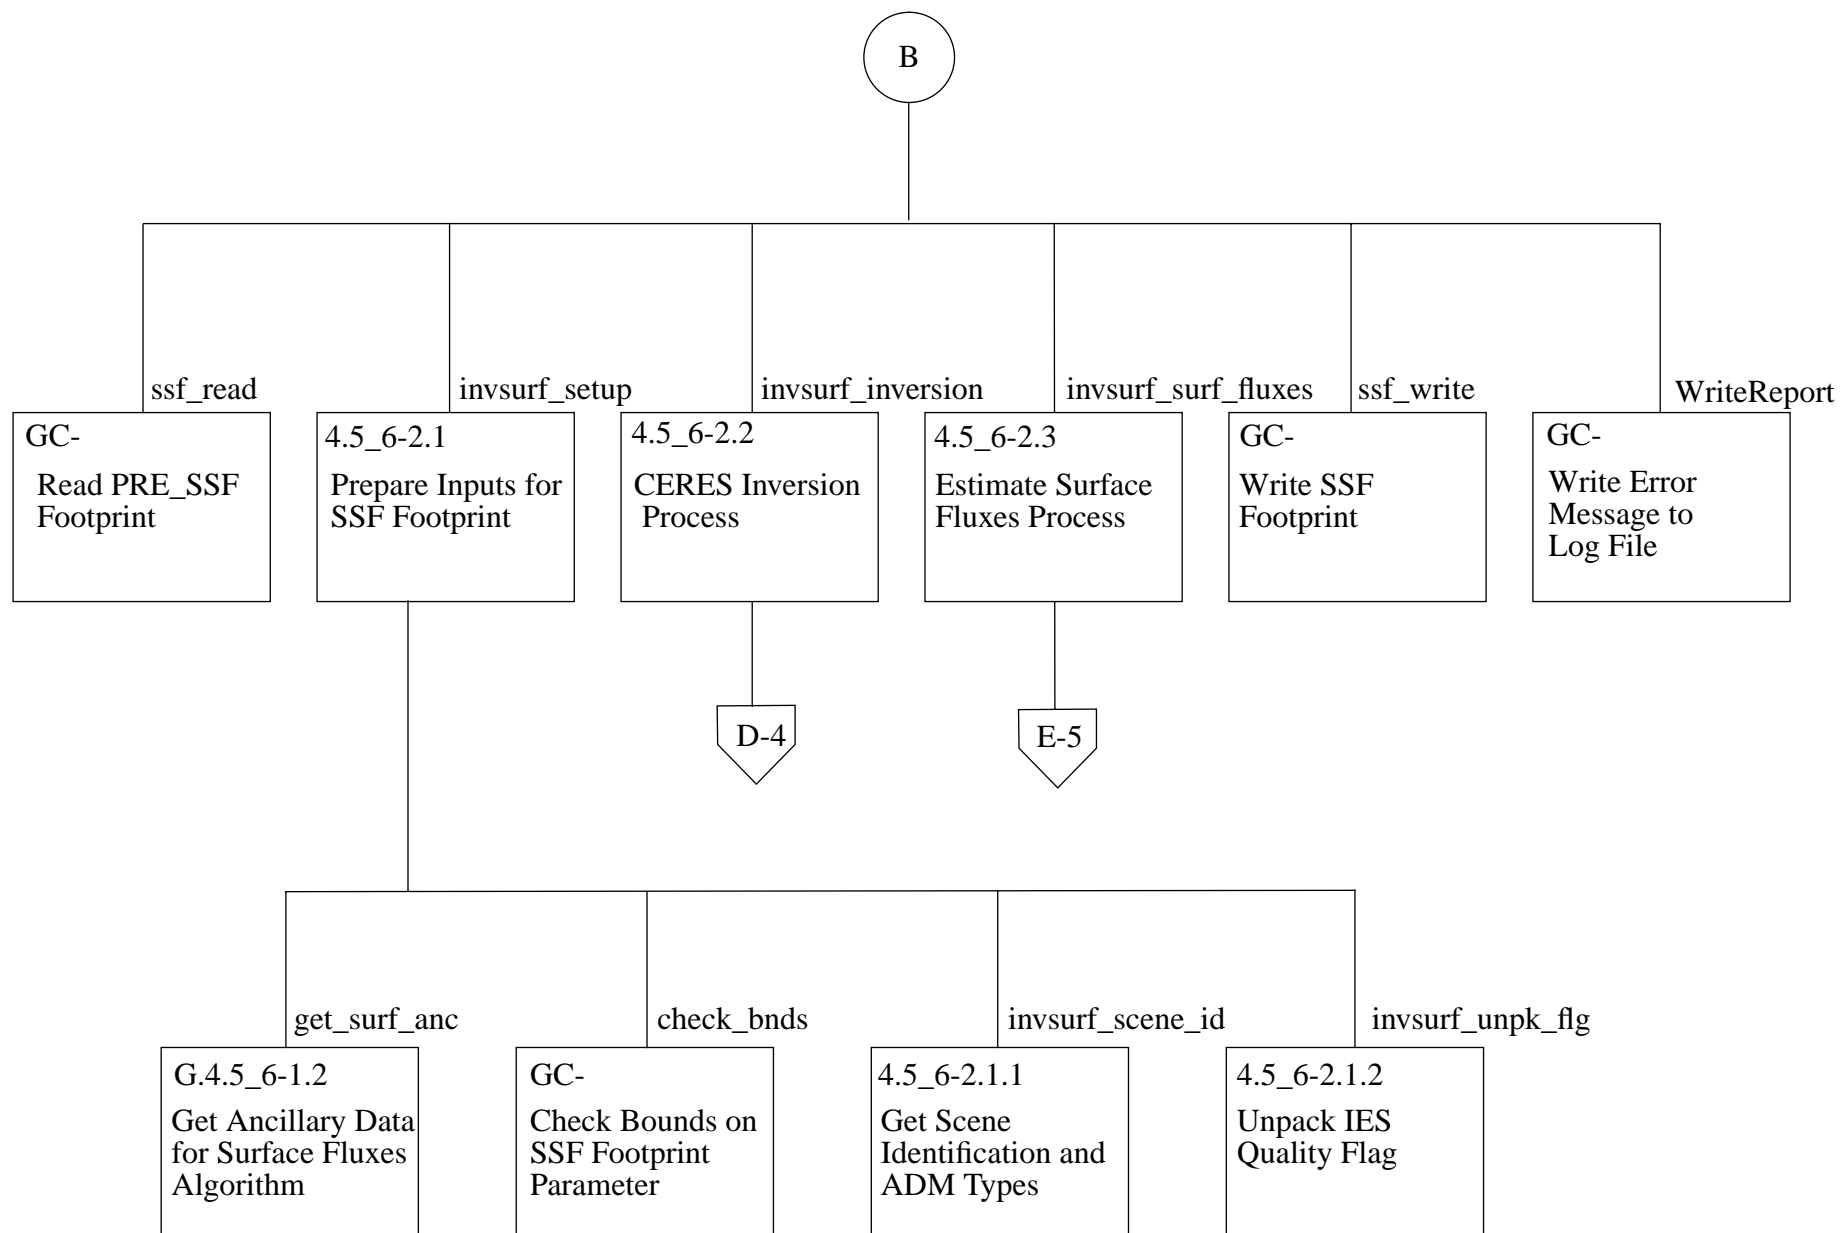 B
ssf_read
invsurf_setup
invsurf_inversion
invsurf_surf_fluxes
ssf_write
WriteReport
GC-
Read PRE_SSF
Footprint
4.5_6-2.1
Prepare Inputs for
SSF Footprint
4.5_6-2.2
CERES Inversion
Process
4.5_6-2.3
Estimate Surface
Fluxes Process
GC-
Write SSF
Footprint
GC-
Write Error
Message to
Log File
D-4
E-5
get_surf_anc
check_bnds
invsurf_scene_id
invsurf_unpk_flg
G.4.5_6-1.2
Get Ancillary Data
for Surface Fluxes
Algorithm
GC-
Check Bounds on
SSF Footprint
Parameter
4.5_6-2.1.1
Get Scene
Identification and
ADM Types
4.5_6-2.1.2
Unpack IES
Quality Flag